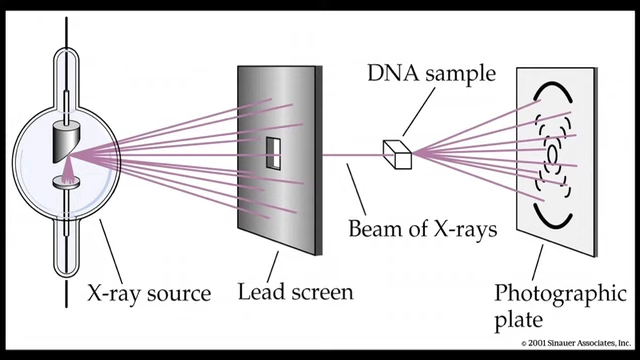 DNA sample
Beam of X-rays
X-ray source
Lead screen
Photographic
plate
© 2001 Sinauer Associates, Inc.